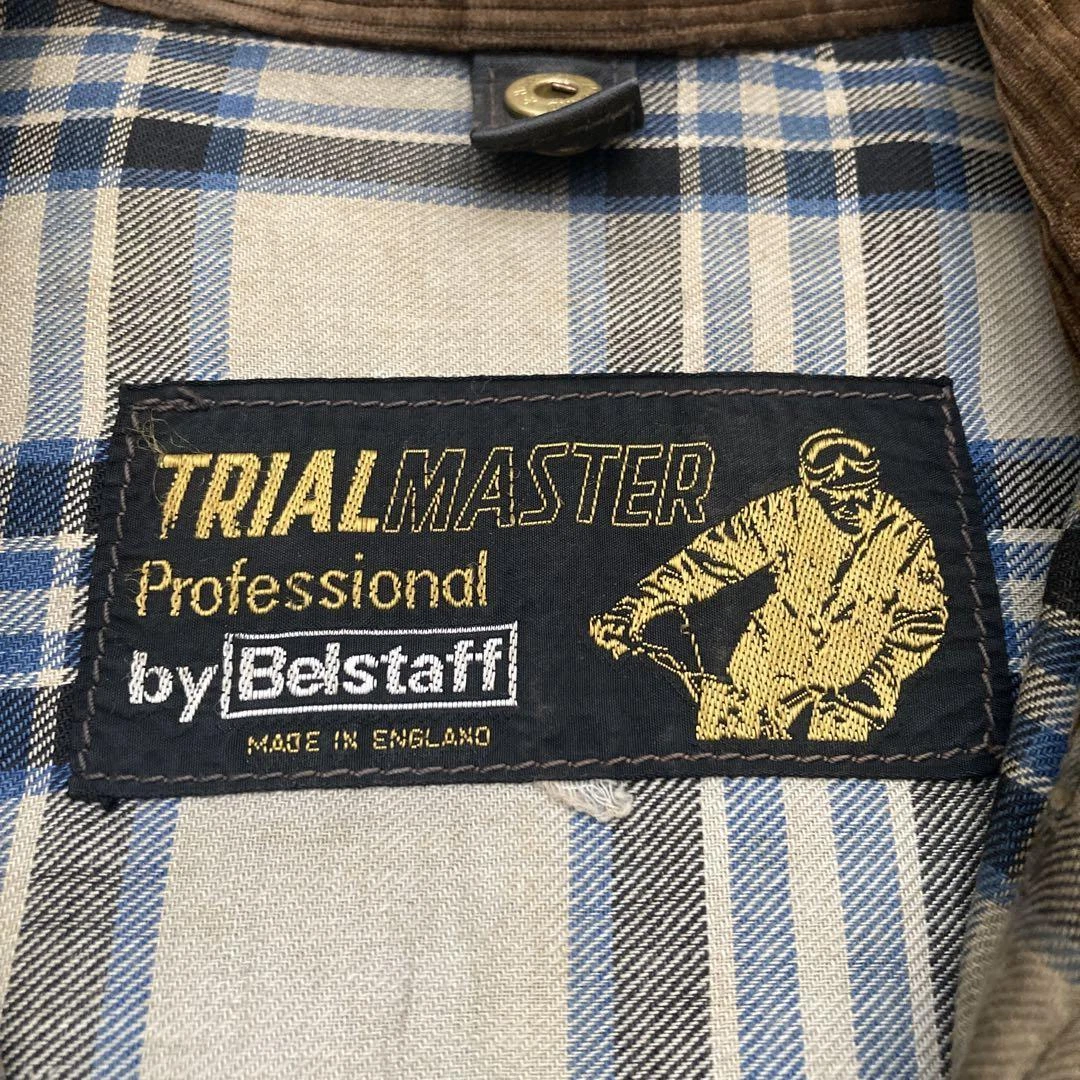 TRIALMASTER
Professional
by Belstaff
MADE IN ENGLAND